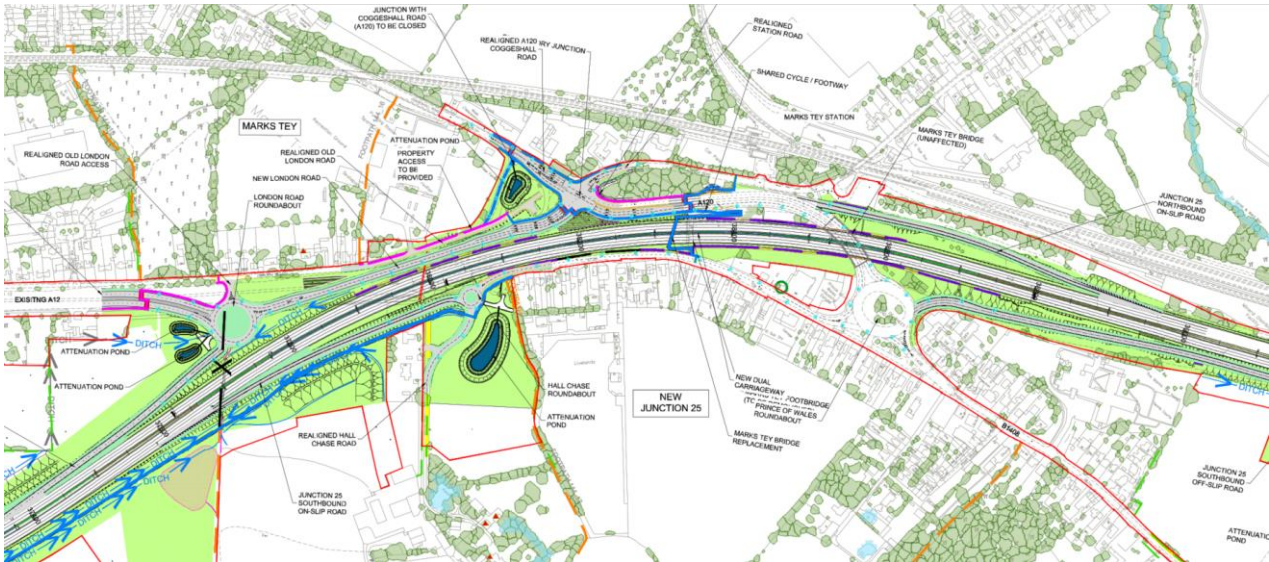 JUNCTION WITH
COGGESHALL ROAD
(A120) TO BE CLOSED
REALIGNED A120
RY JUNCTION
COGGESHALL
ROAD
REALIGNED
STATION ROAD
SHARED CYCLE / FOOTWAY
MARKS TEY STATION
MARKS TEY BRIDGE
(UNAFFECTED)
MARKS TEY
ATTENUATION POND
PROPERTY
ACCESS
TO BE
PROVIDED
REALIGNED OLD
LONDON ROAD ACCESS
REALIGNED OLD
LONDON ROAD
NEW LONDON ROAD
LONDON ROAD
ROUNDABOUT
A120
JUNCTION 25
NORTHBOUND
ON-SLIP ROAD
EXISITNG A12
DITCH
DITCH
DITCH
DITCH
ATTENUATION POND
ATTENUATION POND
DITCH
DITCH
DITCH
DITCH
DITCH
REALIGNED HALL
CHASE ROAD
HALL CHASE
ROUNDABOUT
ATTENUATION
POND
NEW
JUNCTION 25
NEW DUAL
CARRIAGEWAY
FOOTBRIDGE
PRINCE OF WALES
ROUNDABOUT
MARKS TEY BRIDGE
REPLACEMENT
B1408
JUNCTION 25
SOUTHBOUND
ON-SLIP ROAD
JUNCTION 25
SOUTHBOUND
OFF-SLIP ROAD
ATTENUATION
POND